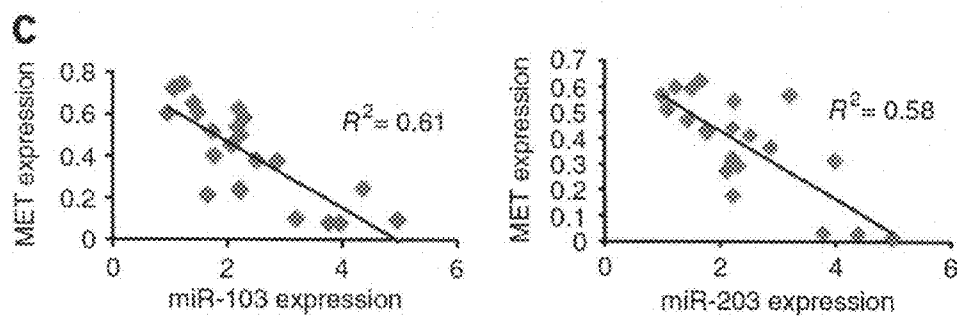 C
0.8
0.6
0.4
0.2
0
MET expression
R²= 0.61
0 2 4 6
miR-103 expression
0.7
0.6
0.5
0.4
0.3
0.2
0.1
0
MET expression
R²= 0.58
0 2 4 6
miR-203 expression